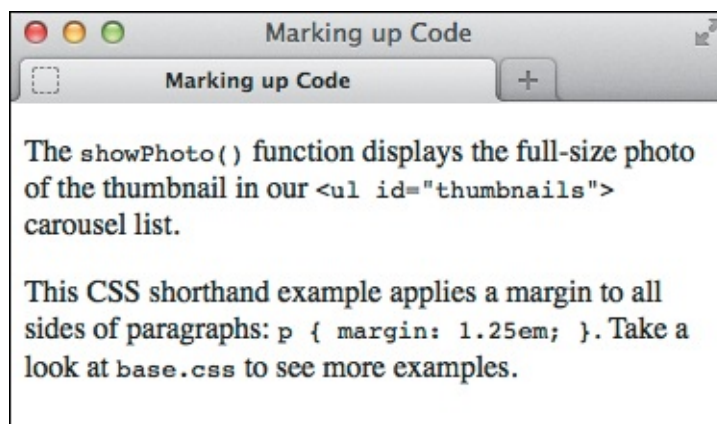 Marking up Code
Marking up Code
+
The showPhoto() function displays the full-size photo
of the thumbnail in our <ul id="thumbnails">
carousel list.
This CSS shorthand example applies a margin to all
sides of paragraphs: p { margin: 1.25em; }. Take a
look at base.css to see more examples.